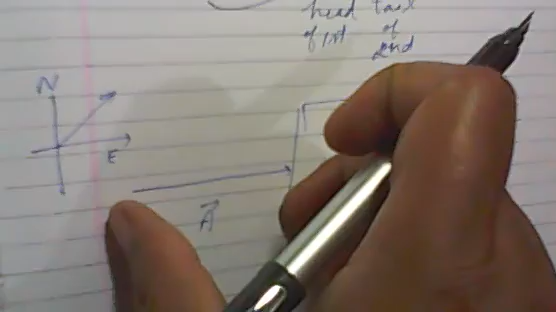 head tail
of 1st of
2nd
N
E
A